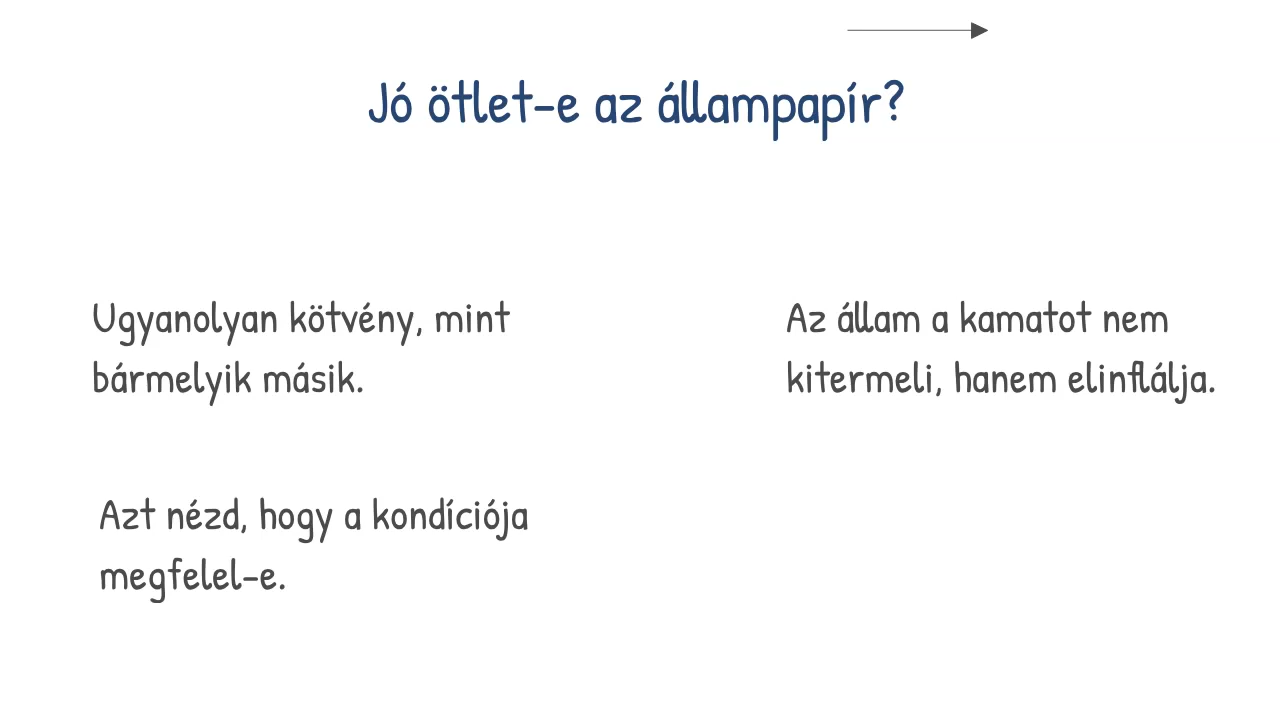 Jó ötlet-e az állampapír?
Ugyanolyan kötvény, mint
bármelyik másik.
Azt nézd, hogy a kondíciója
megfelel-e.
Az állam a kamatot nem
kitermeli, hanem elinflálja.